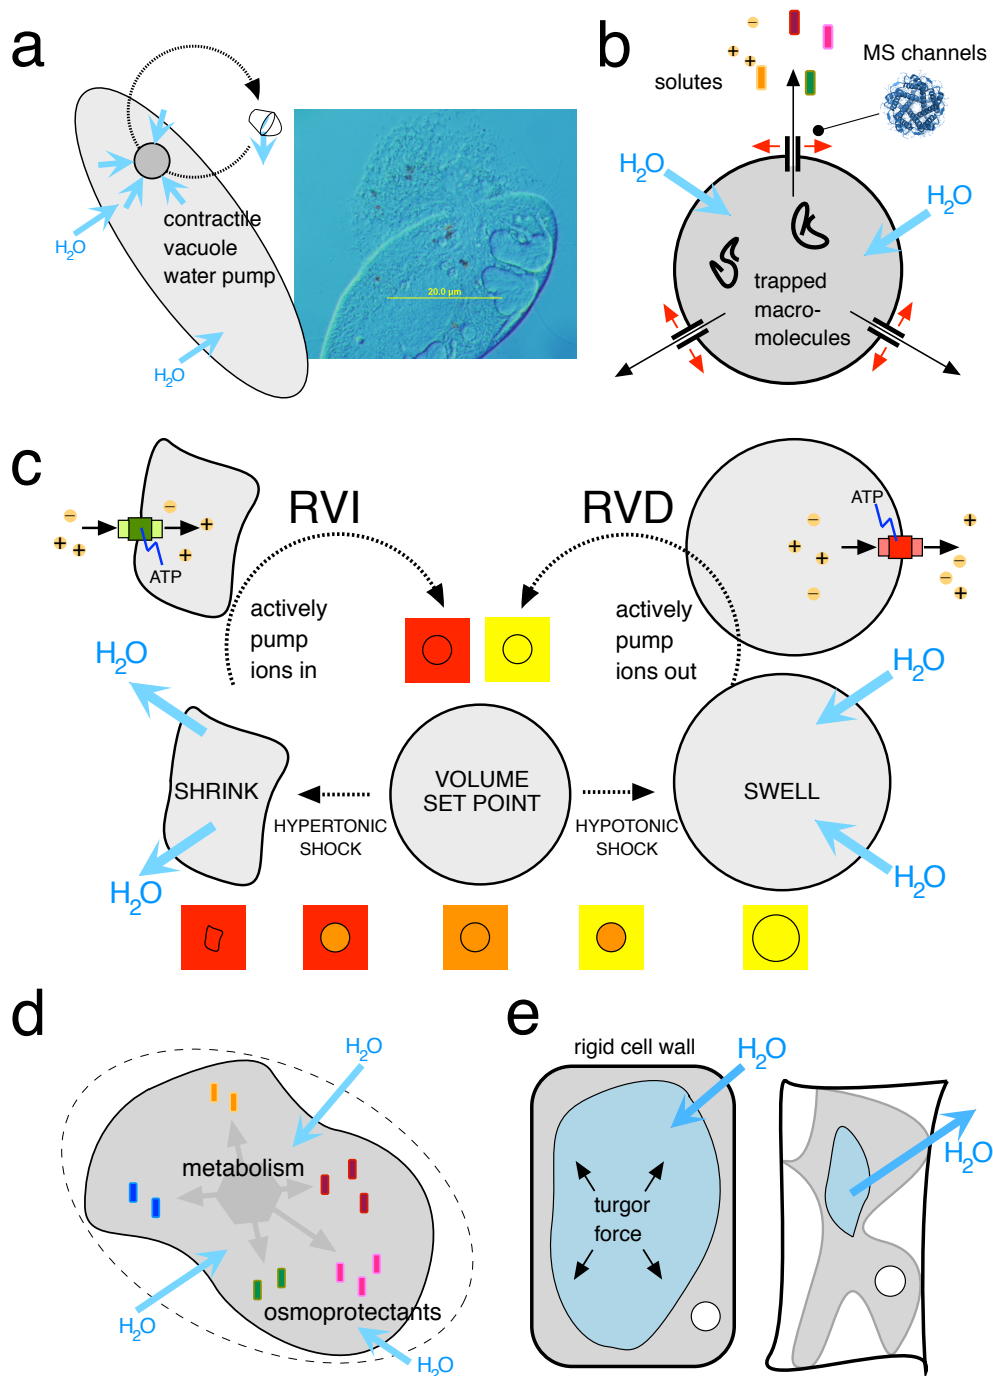 a
H₂O
contractile
vacuole
water pump
H₂O
20.0 µm
b
solutes
MS channels
H₂O
H₂O
trapped
macro-
molecules
c
RVI
RVD
ATP
ATP
actively
pump
ions in
actively
pump
ions out
H₂O
H₂O
SHRINK
HYPERTONIC
SHOCK
VOLUME
SET POINT
HYPOTONIC
SHOCK
SWELL
H₂O
H₂O
d
H₂O
metabolism
osmoprotectants
H₂O
H₂O
e
rigid cell wall
H₂O
turgor
force
H₂O